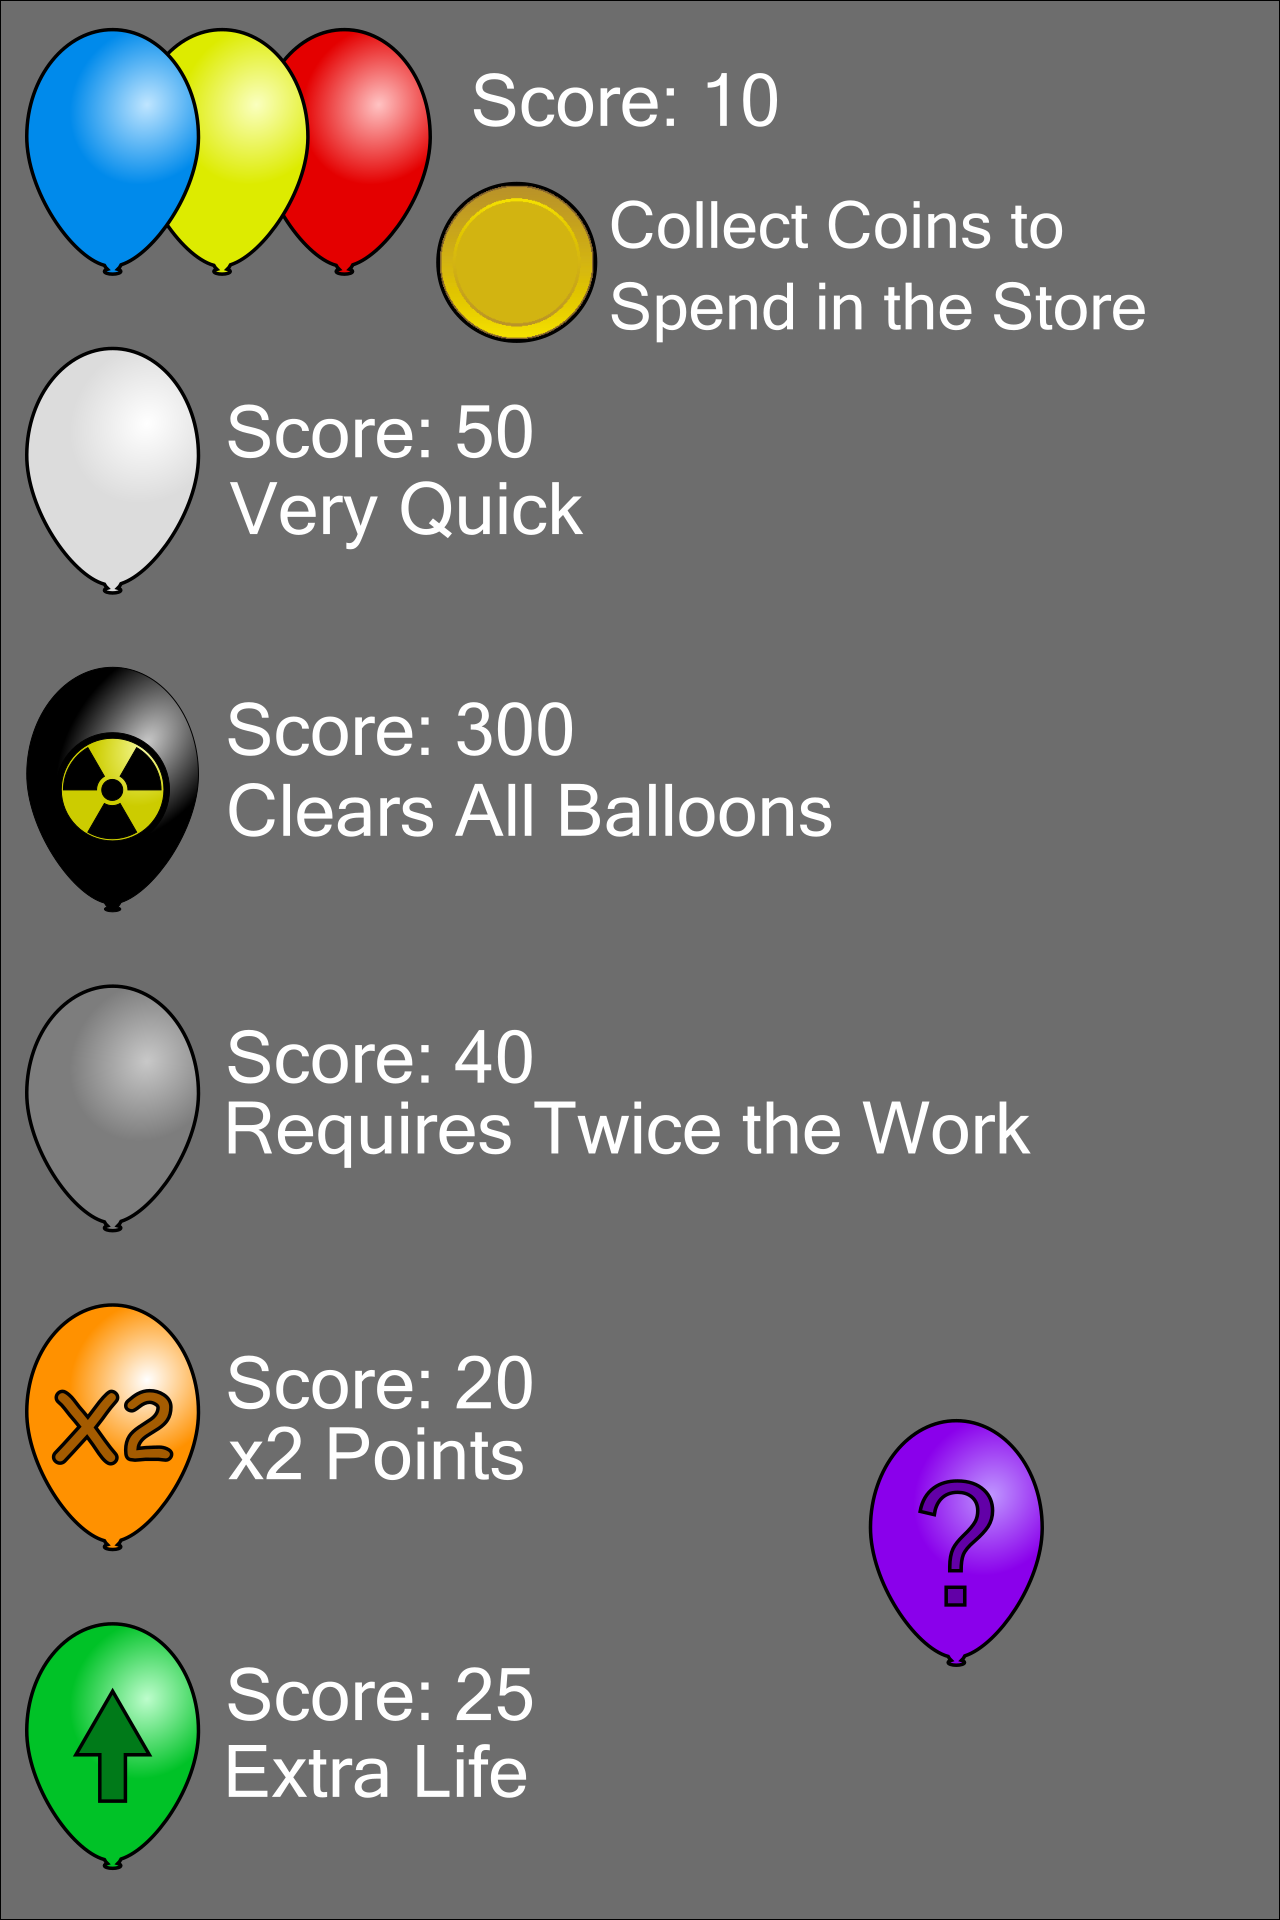 Score: 10
Collect Coins to
Spend in the Store
Score: 50
Very Quick
Score: 300
Clears All Balloons
Score: 40
Requires Twice the Work
X2
Score: 20
x2 Points
?
Score: 25
Extra Life